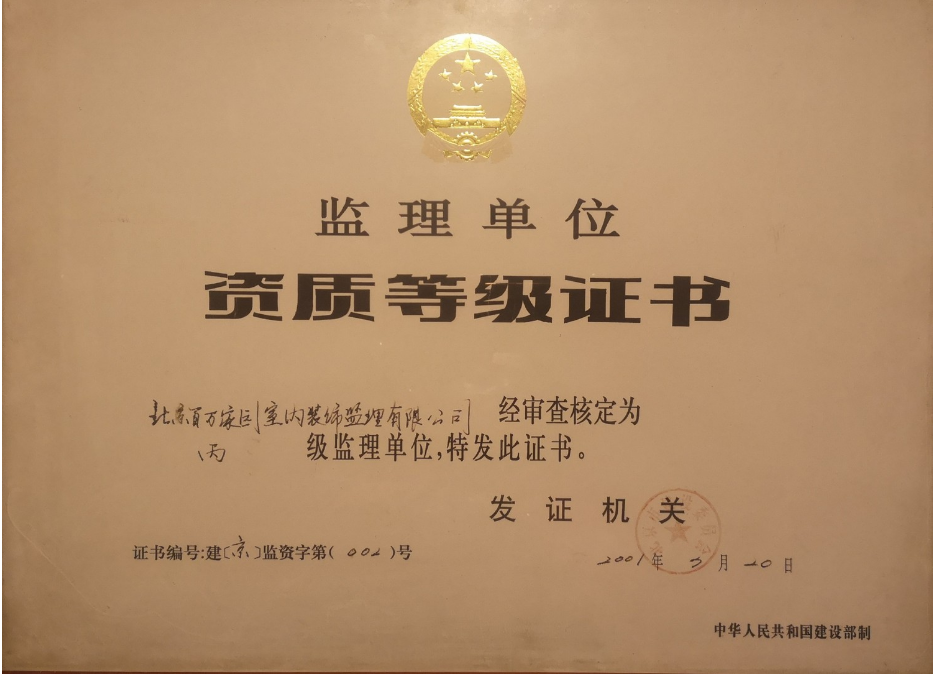 监理单位
资质等级证书
北京百万家园室内装饰监理有限公司 经审查核定为
丙 级监理单位,特发此证书。
发证机关
证书编号:建〔京〕监资字第(002)号
2001年 月20日
中华人民共和国建设部制